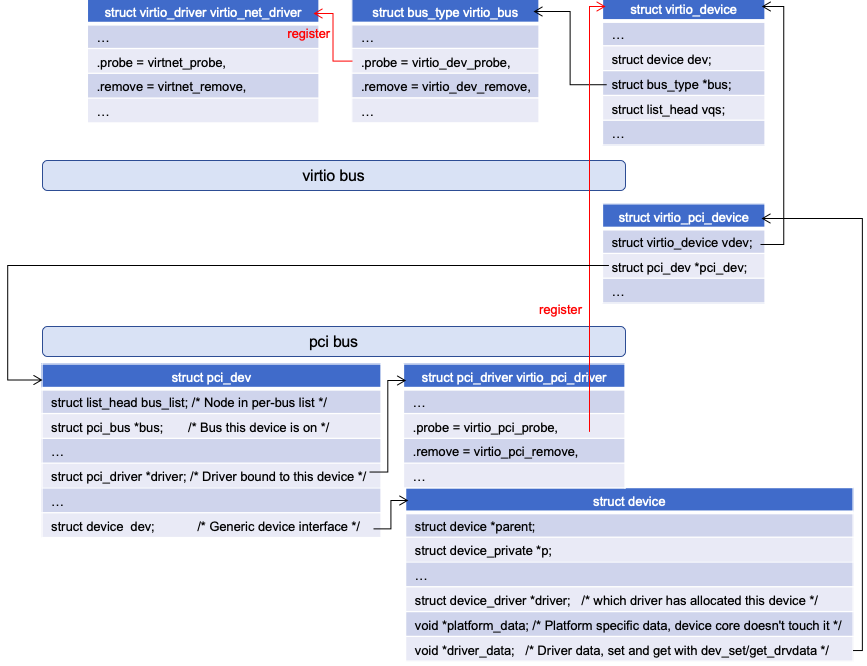 struct virtio_driver virtio_net_driver
…
.probe = virtnet_probe,
.remove = virtnet_remove,
…
register
struct bus_type virtio_bus
…
.probe = virtio_dev_probe,
.remove = virtio_dev_remove,
…
struct virtio_device
…
struct device dev;
struct bus_type *bus;
struct list_head vqs;
…
virtio bus
struct virtio_pci_device
struct virtio_device vdev;
struct pci_dev *pci_dev;
…
register
pci bus
struct pci_dev
struct list_head bus_list; /* Node in per-bus list */
struct pci_bus *bus; /* Bus this device is on */
…
struct pci_driver *driver; /* Driver bound to this device */
…
struct device dev; /* Generic device interface */
struct pci_driver virtio_pci_driver
…
.probe = virtio_pci_probe,
.remove = virtio_pci_remove,
…
struct device
struct device *parent;
struct device_private *p;
…
struct device_driver *driver; /* which driver has allocated this device */
void *platform_data; /* Platform specific data, device core doesn't touch it */
void *driver_data; /* Driver data, set and get with dev_set/get_drvdata */